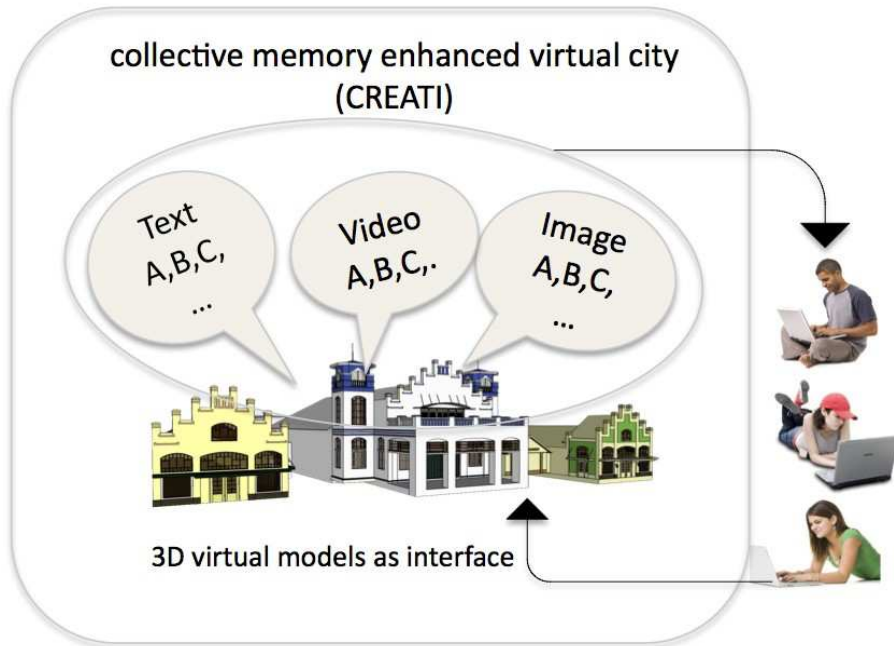 collective memory enhanced virtual city
(CREATI)
Text
A,B,C,
...
Video
A,B,C,.
Image
A,B,C,
...
3D virtual models as interface